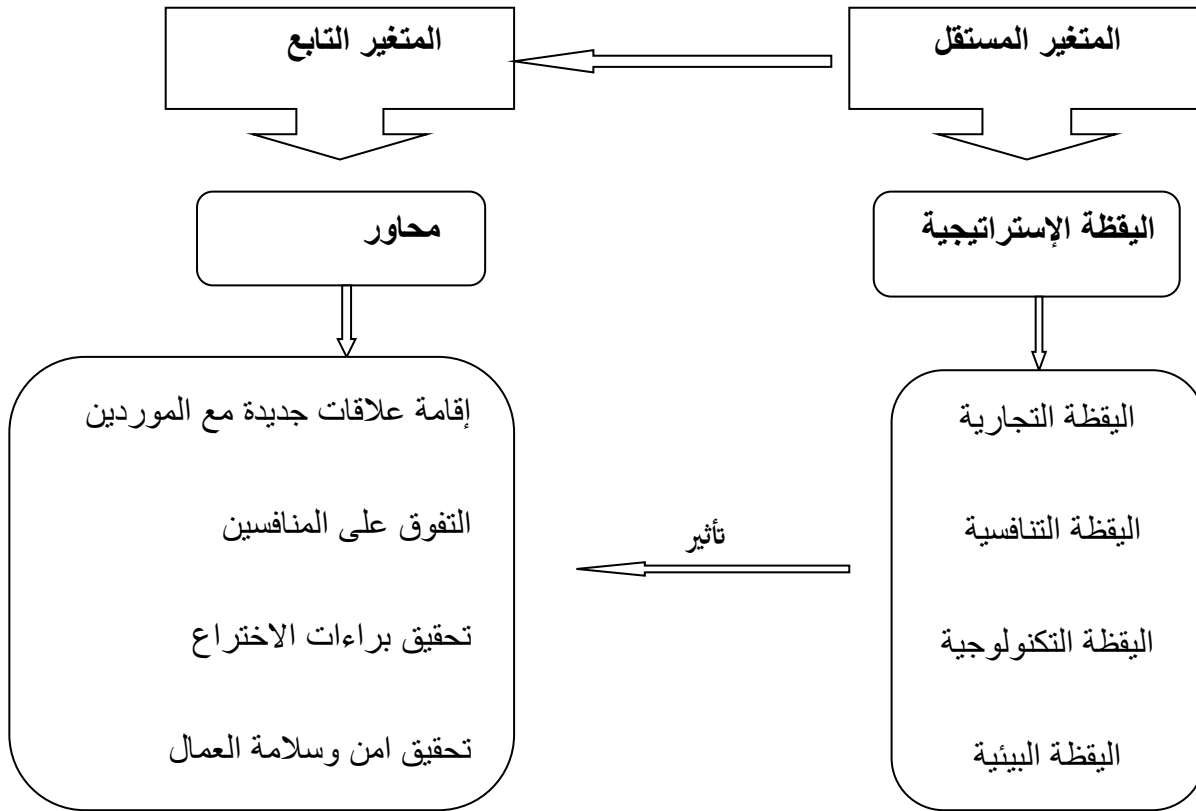 المتغير المستقل
المتغير التابع
اليقظة الإستراتيجية
محاور
اليقظة التجارية
اليقظة التنافسية
اليقظة التكنولوجية
اليقظة البيئية
تأثير
إقامة علاقات جديدة مع الموردين
التفوق على المنافسين
تحقيق براءات الاختراع
تحقيق امن وسلامة العمال